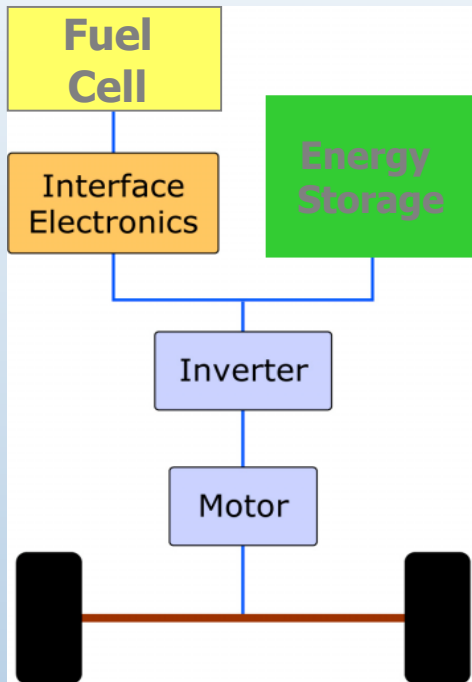 Fuel
Cell
Energy
Storage
Interface
Electronics
Inverter
Motor